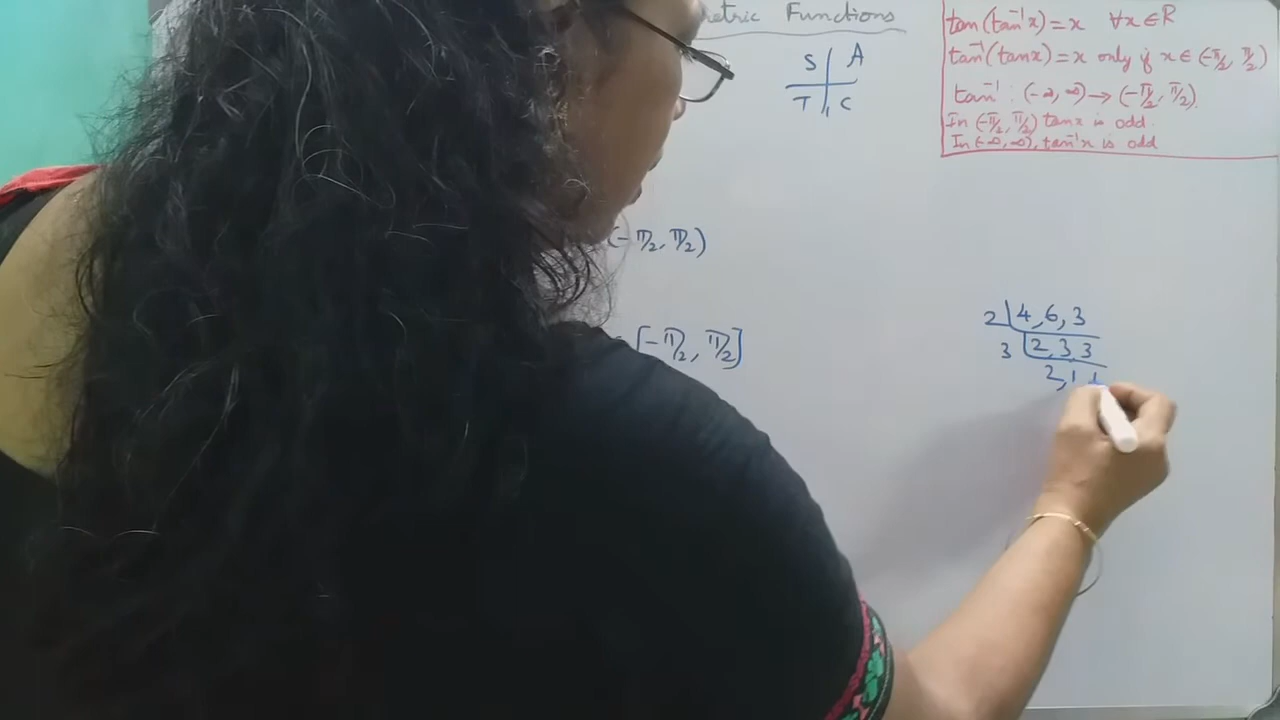 Functions
S A
T C
tan(tan⁻¹x) = x ∀x ∈ R
tan⁻¹(tanx) = x only if x ∈ (-π/2, π/2)
tan⁻¹ : (-∞, ∞) → (-π/2, π/2).
In (-π/2, π/2) tanx is odd.
In (-∞, ∞), tan⁻¹x is odd
(-π/2, π/2)
[-π/2, π/2]
2 4, 6, 3
3 2, 3, 3
2, 1, 1